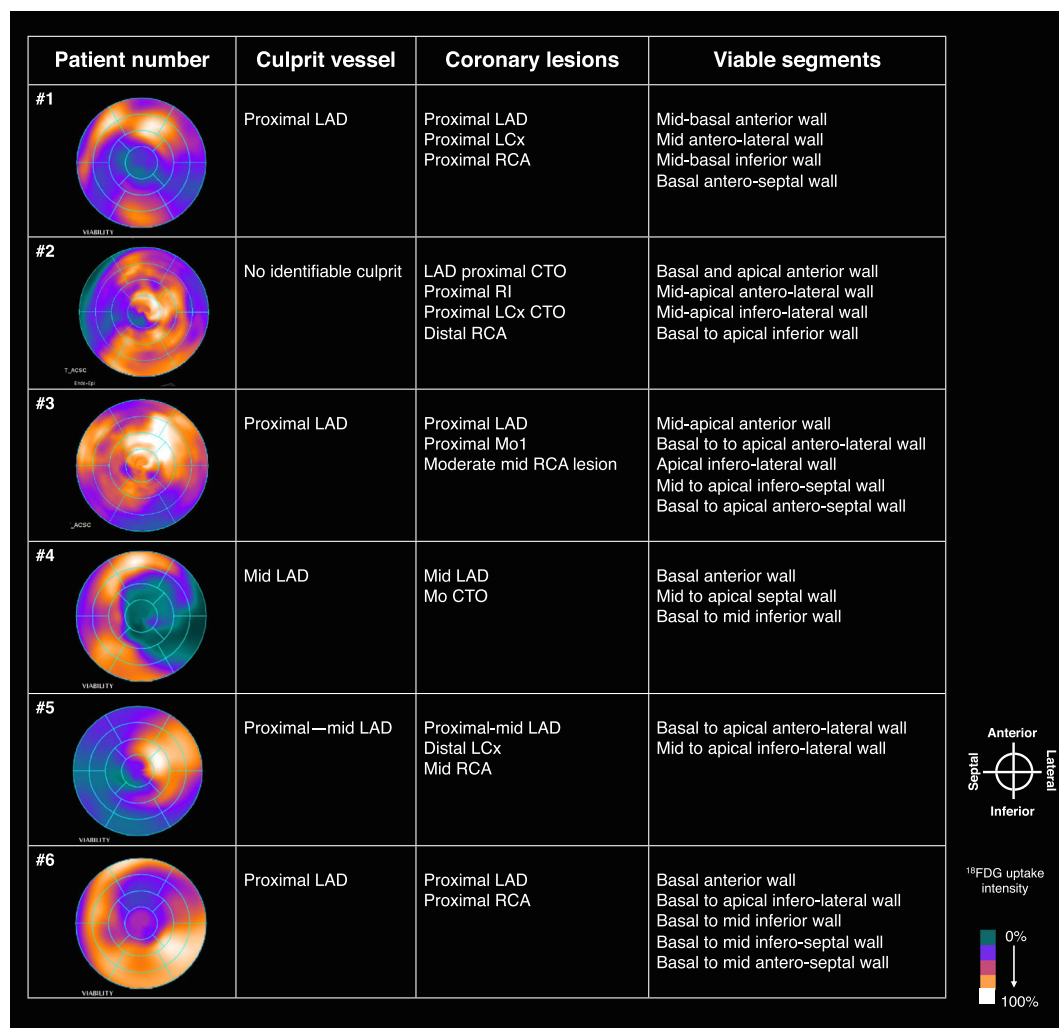 Patient number Culprit vessel Coronary lesions Viable segments
#1
Proximal LAD
Proximal LAD
Proximal LCx
Proximal RCA
Mid-basal anterior wall
Mid antero-lateral wall
Mid-basal inferior wall
Basal antero-septal wall
VIABILITY
#2
No identifiable culprit
LAD proximal CTO
Proximal RI
Proximal LCx CTO
Distal RCA
Basal and apical anterior wall
Mid-apical antero-lateral wall
Mid-apical infero-lateral wall
Basal to apical inferior wall
T_ACSC
Endo-Epi
#3
Proximal LAD
Proximal LAD
Proximal Mo1
Moderate mid RCA lesion
Mid-apical anterior wall
Basal to to apical antero-lateral wall
Apical infero-lateral wall
Mid to apical infero-septal wall
Basal to apical antero-septal wall
_ACSC
#4
Mid LAD
Mid LAD
Mo CTO
Basal anterior wall
Mid to apical septal wall
Basal to mid inferior wall
VIABILITY
#5
Proximal—mid LAD
Proximal-mid LAD
Distal LCx
Mid RCA
Basal to apical antero-lateral wall
Mid to apical infero-lateral wall
VIABILITY
#6
Proximal LAD
Proximal LAD
Proximal RCA
Basal anterior wall
Basal to apical infero-lateral wall
Basal to mid inferior wall
Basal to mid infero-septal wall
Basal to mid antero-septal wall
VIABILITY
Anterior
Septal
Lateral
Inferior
¹⁸FDG uptake
intensity
0%
100%